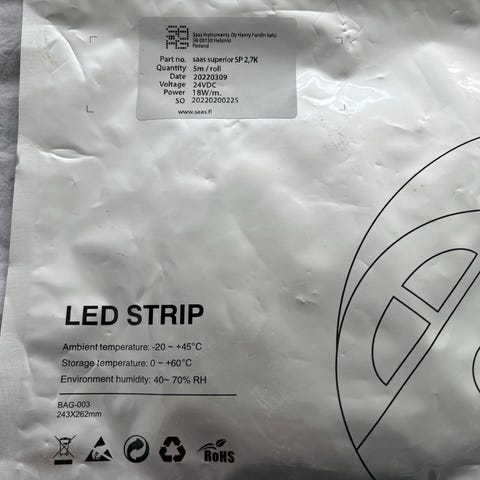 Saas Instruments Oy Henry Fordin katu
5B 00150 Helsinki
Finland
Part no. saas superior SP 2,7K
Quantity 5m / roll
Date 20220309
Voltage 24VDC
Power 18W/m.
SO 20220200225
www.saas.fi
LED STRIP
Ambient temperature: -20 ~ +45°C
Storage temperature: 0 ~ +60°C
Environment humidity: 40~ 70% RH
BAG-003
243X262mm
RoHS